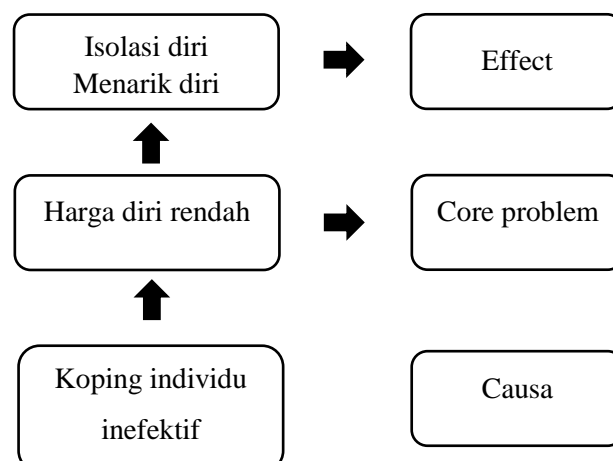 Isolasi diri
Menarik diri
Effect
Harga diri rendah
Core problem
Koping individu
inefektif
Causa